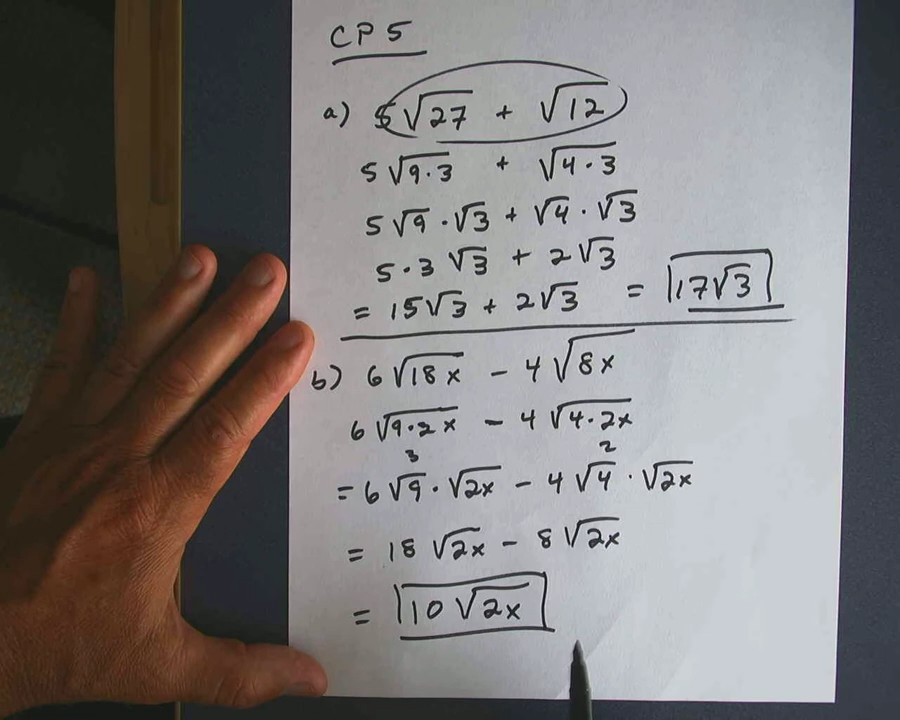 CP 5
a) 5√27 + √12
5√9·3 + √4·3
5√9·√3 + √4·√3
5·3√3 + 2√3
= 15√3 + 2√3 = 17√3
b) 6√18x - 4√8x
6√9·2x - 4√4·2x
3 2
= 6√9·√2x - 4√4·√2x
= 18√2x - 8√2x
= 10√2x